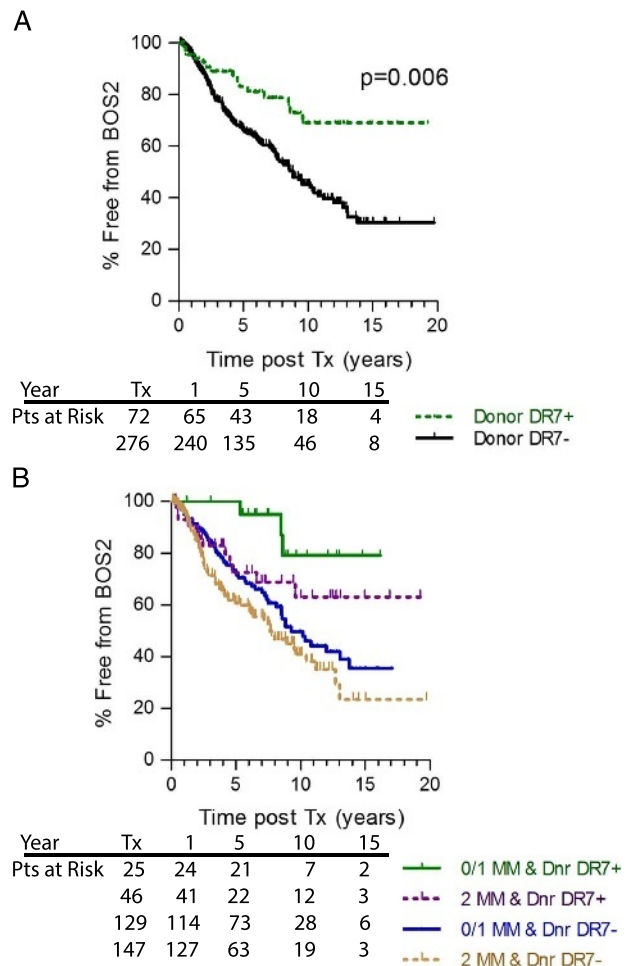 A
100
80
60
40
20
0
% Free from BOS2
p=0.006
0 5 10 15 20
Time post Tx (years)
Year Tx 1 5 10 15
Pts at Risk 72 65 43 18 4
276 240 135 46 8
Donor DR7+
Donor DR7-
B
100
80
60
40
20
0
% Free from BOS2
0 5 10 15 20
Time post Tx (years)
Year Tx 1 5 10 15
Pts at Risk 25 24 21 7 2
46 41 22 12 3
129 114 73 28 6
147 127 63 19 3
0/1 MM & Dnr DR7+
2 MM & Dnr DR7+
0/1 MM & Dnr DR7-
2 MM & Dnr DR7-